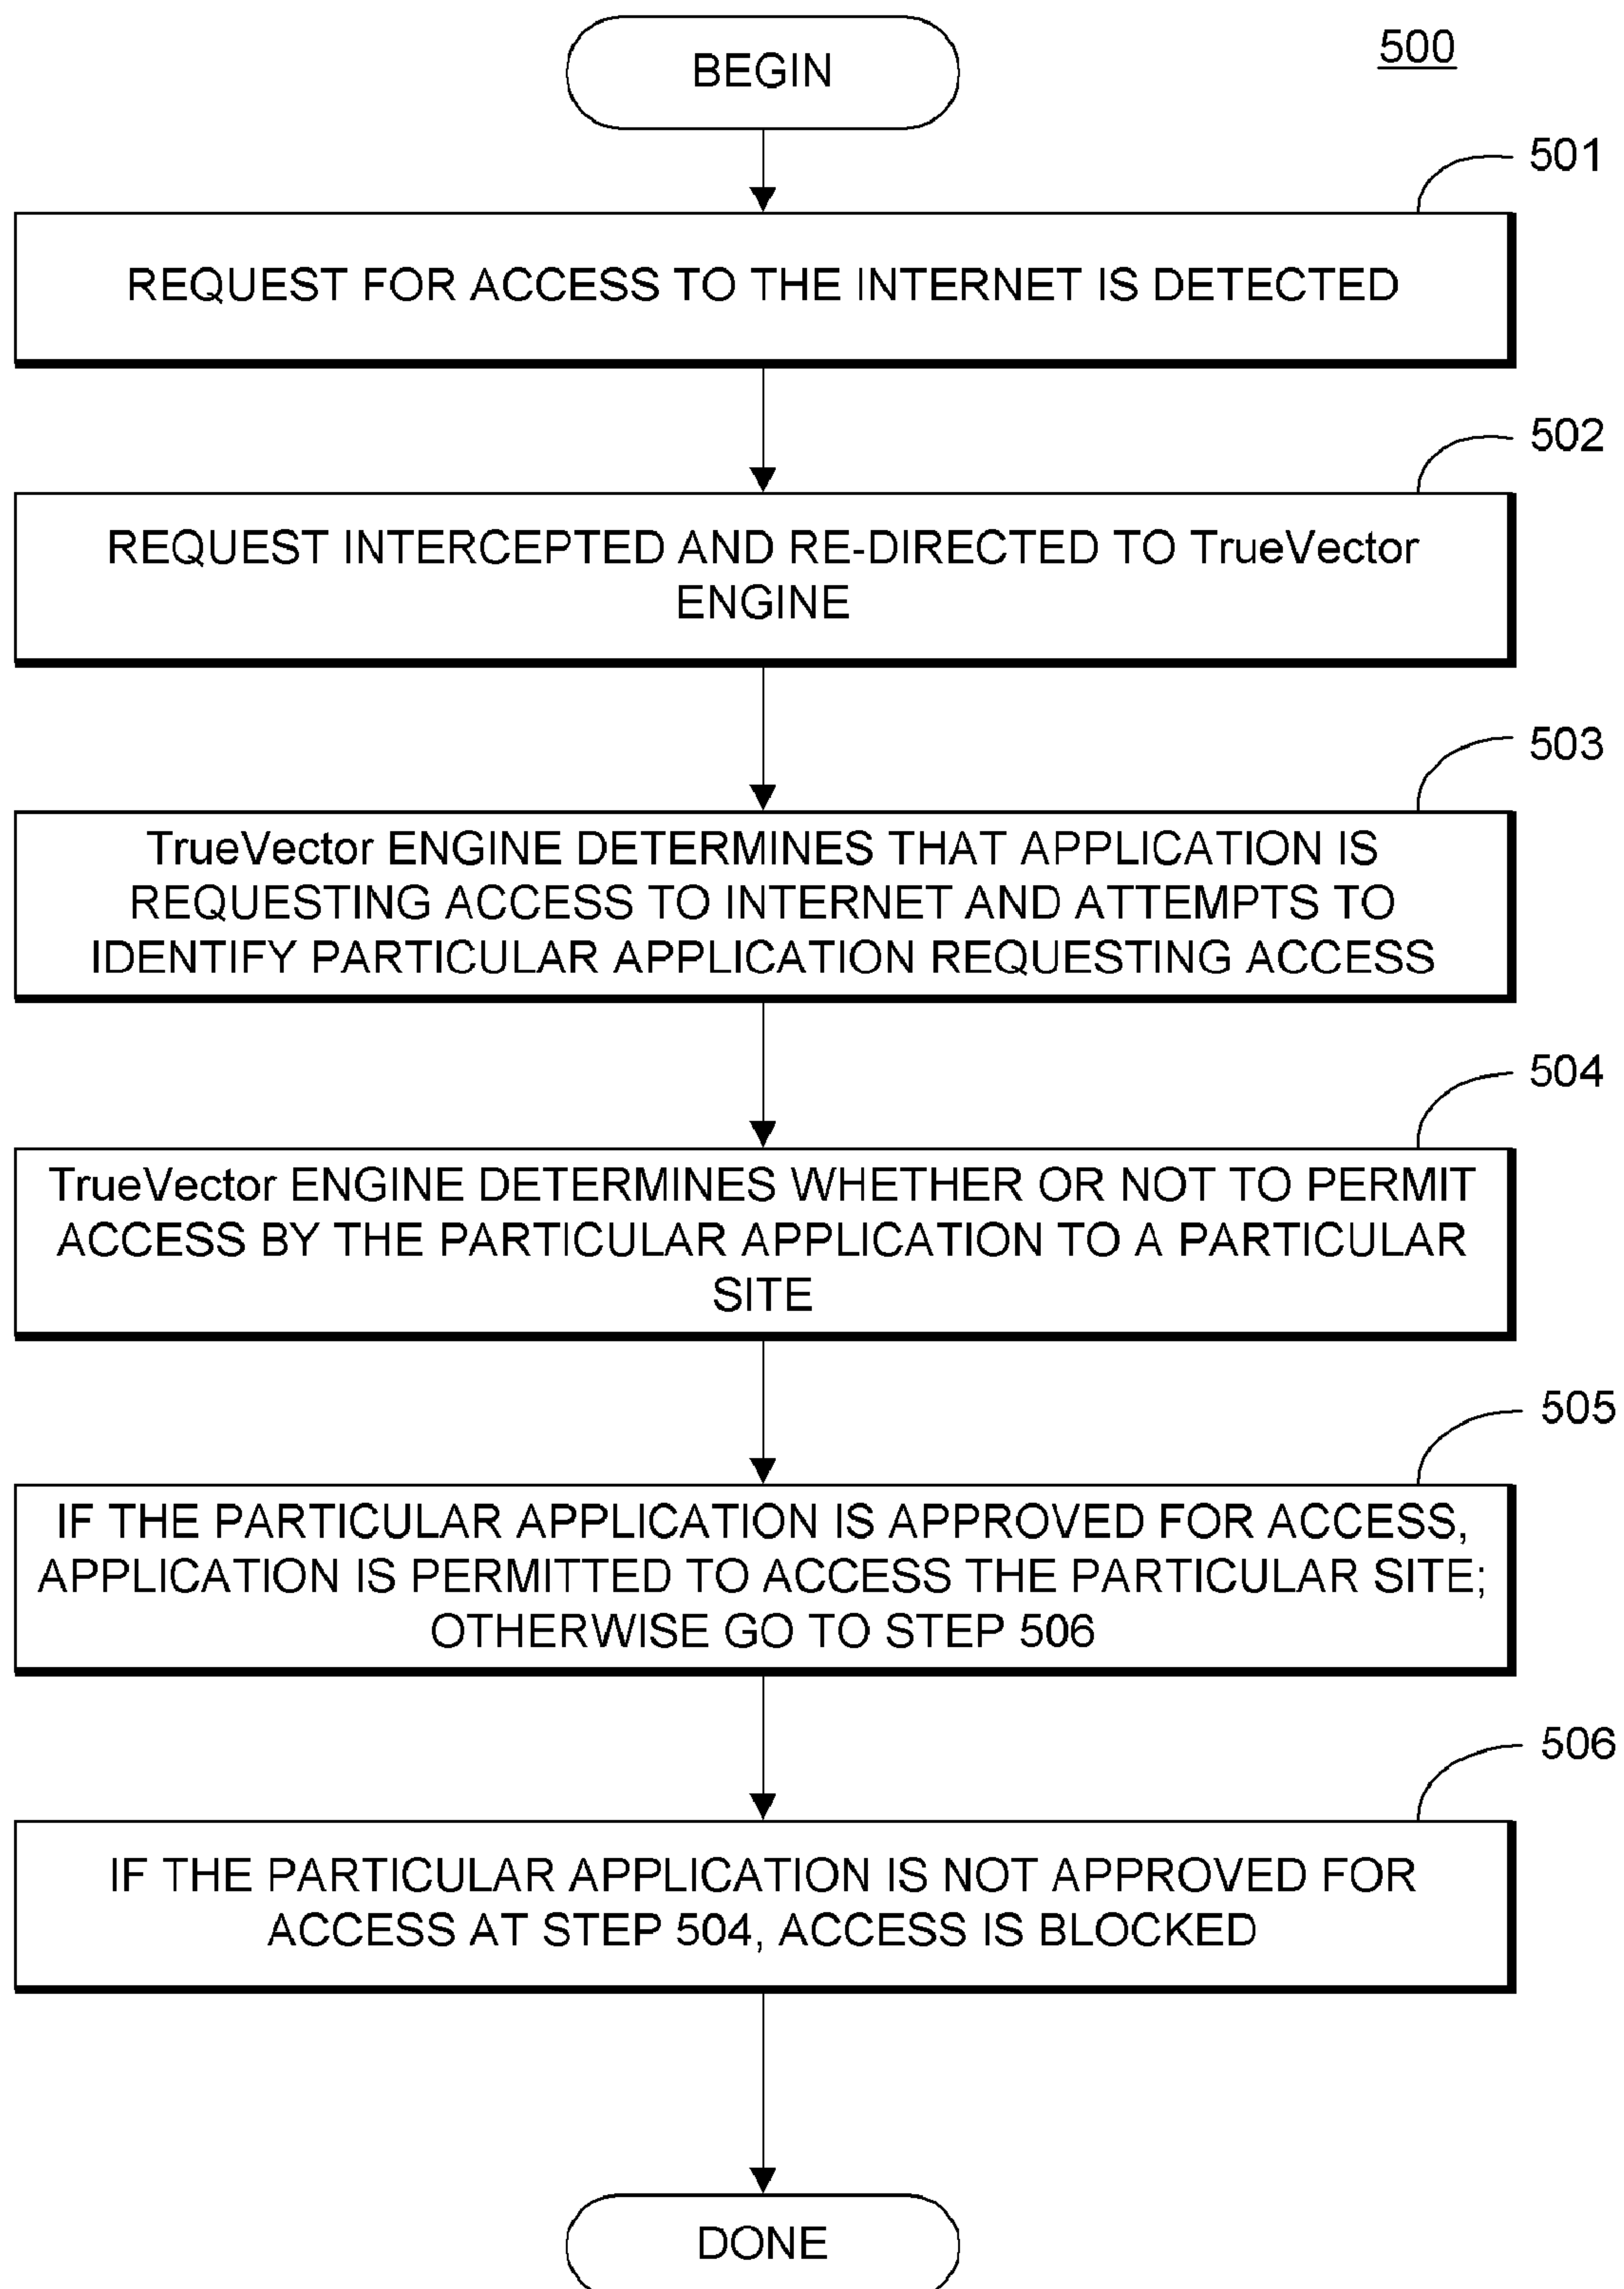 BEGIN
500
501
REQUEST FOR ACCESS TO THE INTERNET IS DETECTED
502
REQUEST INTERCEPTED AND RE-DIRECTED TO TrueVector
ENGINE
503
TrueVector ENGINE DETERMINES THAT APPLICATION IS
REQUESTING ACCESS TO INTERNET AND ATTEMPTS TO
IDENTIFY PARTICULAR APPLICATION REQUESTING ACCESS
504
TrueVector ENGINE DETERMINES WHETHER OR NOT TO PERMIT
ACCESS BY THE PARTICULAR APPLICATION TO A PARTICULAR
SITE
505
IF THE PARTICULAR APPLICATION IS APPROVED FOR ACCESS,
APPLICATION IS PERMITTED TO ACCESS THE PARTICULAR SITE;
OTHERWISE GO TO STEP 506
506
IF THE PARTICULAR APPLICATION IS NOT APPROVED FOR
ACCESS AT STEP 504, ACCESS IS BLOCKED
DONE